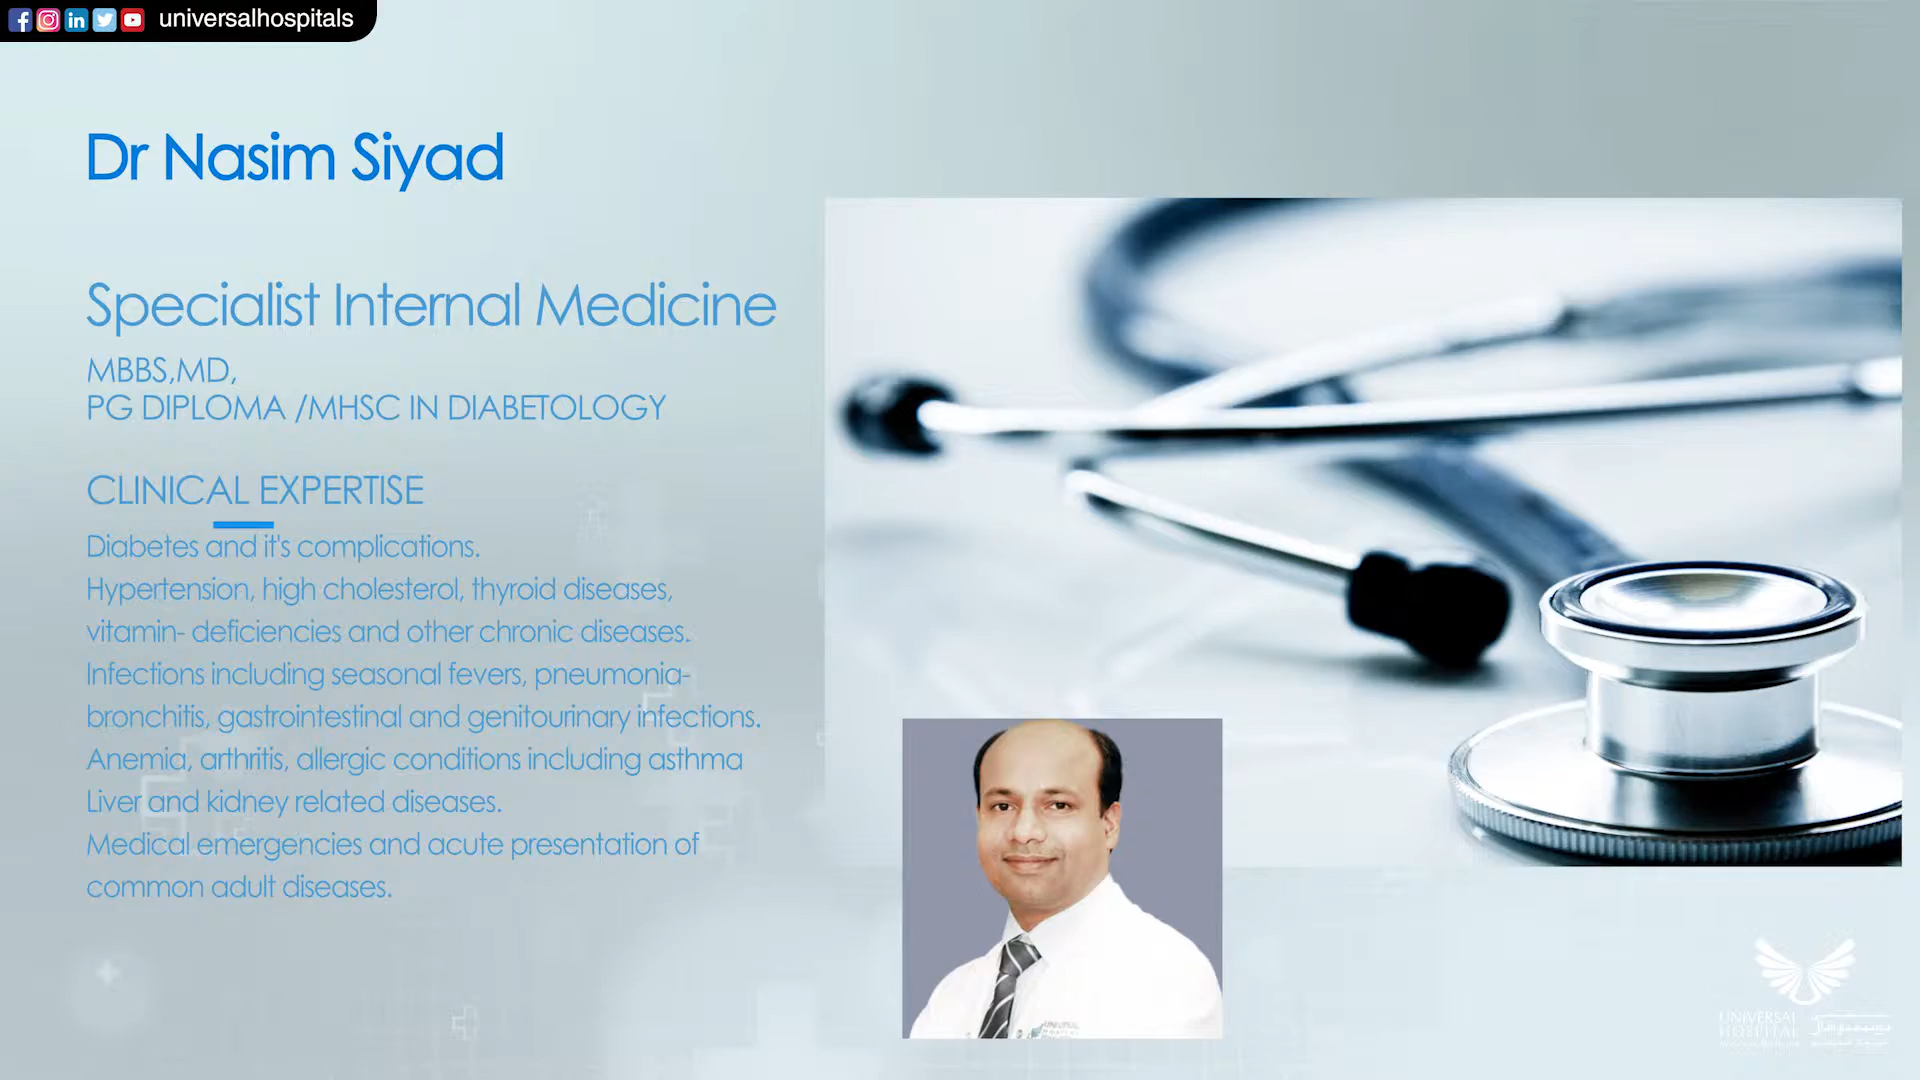 universalhospitals
Dr Nasim Siyad
Specialist Internal Medicine
MBBS,MD,
PG DIPLOMA /MHSC IN DIABETOLOGY
CLINICAL EXPERTISE
Diabetes and it's complications.
Hypertension, high cholesterol, thyroid diseases,
vitamin- deficiencies and other chronic diseases.
Infections including seasonal fevers, pneumonia-
bronchitis, gastrointestinal and genitourinary infections.
Anemia, arthritis, allergic conditions including asthma
Liver and kidney related diseases.
Medical emergencies and acute presentation of
common adult diseases.
UNIVERSAL
HOSPITAL